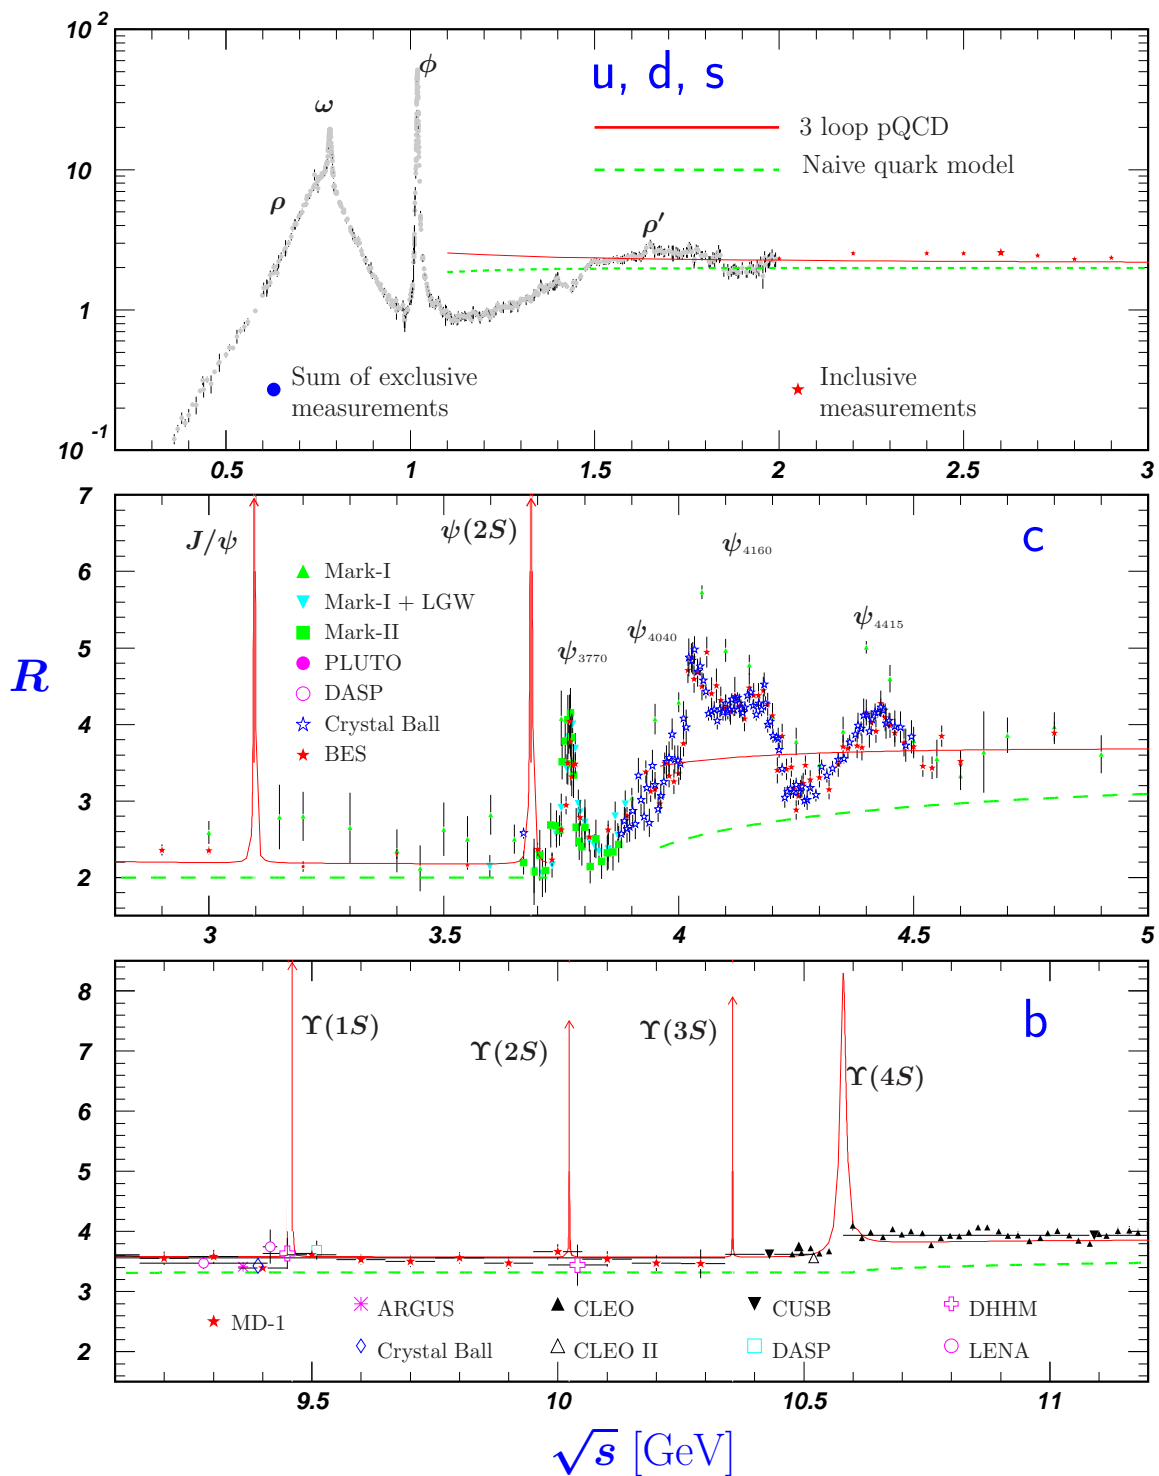 10 2
u, d, s
ϕ
ω
3 loop pQCD
10
Naive quark model
ρ
ρ′
1
Sum of exclusive measurements
Inclusive measurements
10 -1
0.5 1 1.5 2 2.5 3
7
J/ψ
ψ(2S)
ψ4160
c
6
Mark-I
Mark-I + LGW
5
Mark-II
ψ3770
ψ4040
ψ4415
R
PLUTO
DASP
4
Crystal Ball
BES
3
2
3 3.5 4 4.5 5
8
ϒ(1S)
ϒ(2S)
ϒ(3S)
b
7
ϒ(4S)
6
5
4
3
MD-1
ARGUS
CLEO
CUSB
DHHM
2
Crystal Ball
CLEO II
DASP
LENA
9.5 10 10.5 11
√s [GeV]